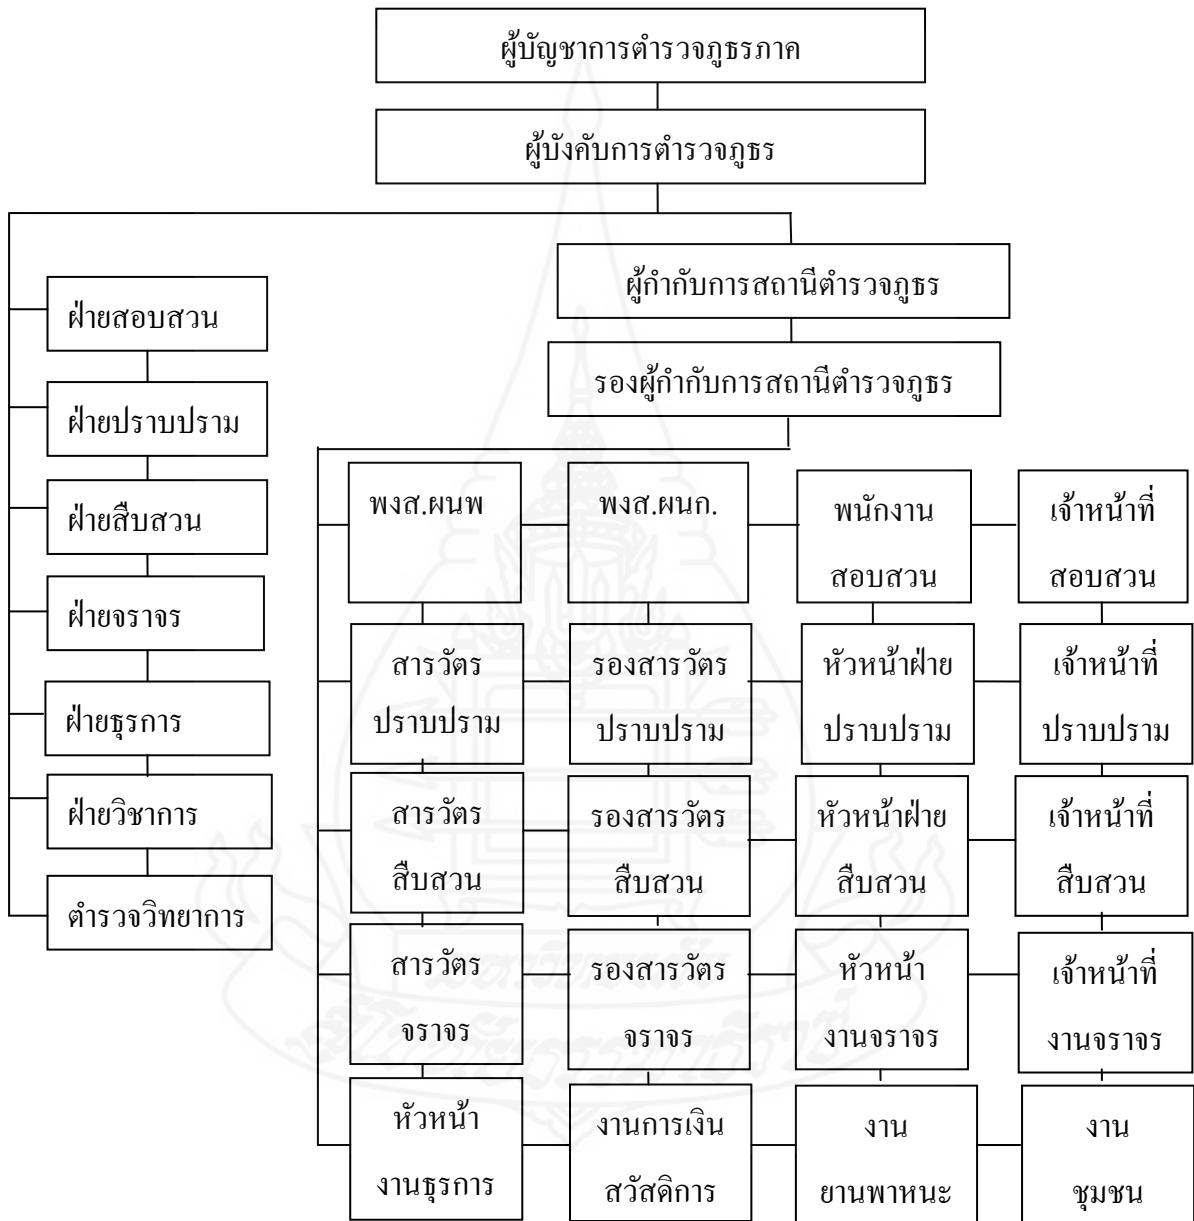 ผู้บัญชาการตำรวจภูธรภาค
ผู้บังคับการตำรวจภูธร
ผู้กำกับการสถานีตำรวจภูธร
รองผู้กำกับการสถานีตำรวจภูธร
ฝ่ายสอบสวน
ฝ่ายปราบปราม
ฝ่ายสืบสวน
ฝ่ายจราจร
ฝ่ายธุรการ
ฝ่ายวิชาการ
ตำรวจวิทยาการ
พงส.ผนพ
พงส.ผนก.
พนักงาน
สอบสวน
เจ้าหน้าที่
สอบสวน
สารวัตร
ปราบปราม
รองสารวัตร
ปราบปราม
หัวหน้าฝ่าย
ปราบปราม
เจ้าหน้าที่
ปราบปราม
สารวัตร
สืบสวน
รองสารวัตร
สืบสวน
หัวหน้าฝ่าย
สืบสวน
เจ้าหน้าที่
สืบสวน
สารวัตร
จราจร
รองสารวัตร
จราจร
หัวหน้า
งานจราจร
เจ้าหน้าที่
งานจราจร
หัวหน้า
งานธุรการ
งานการเงิน
สวัสดิการ
งาน
ยานพาหนะ
งาน
ชุมชน